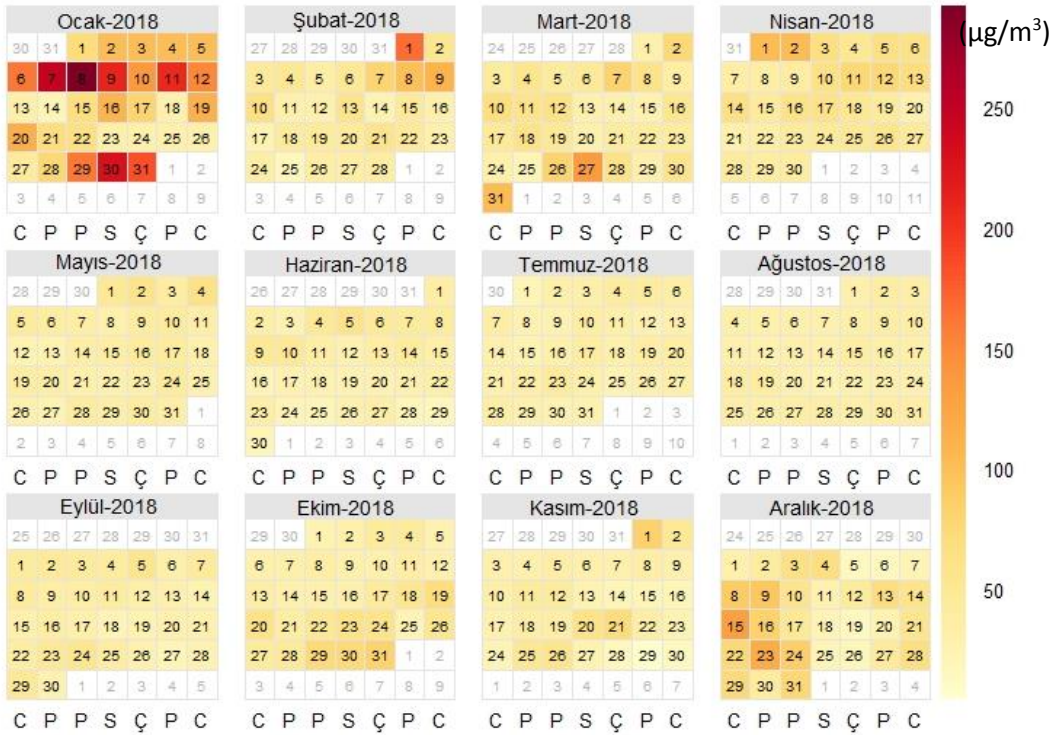 Ocak-2018
30 31 1 2 3 4 5
6 7 8 9 10 11 12
13 14 15 16 17 18 19
20 21 22 23 24 25 26
27 28 29 30 31 1 2
3 4 5 6 7 8 9
C P P S Ç P C
Şubat-2018
27 28 29 30 31 1 2
3 4 5 6 7 8 9
10 11 12 13 14 15 16
17 18 19 20 21 22 23
24 25 26 27 28 1 2
3 4 5 6 7 8 9
C P P S Ç P C
Mart-2018
24 25 26 27 28 1 2
3 4 5 6 7 8 9
10 11 12 13 14 15 16
17 18 19 20 21 22 23
24 25 26 27 28 29 30
31 1 2 3 4 5 6
C P P S Ç P C
Nisan-2018
31 1 2 3 4 5 6
7 8 9 10 11 12 13
14 15 16 17 18 19 20
21 22 23 24 25 26 27
28 29 30 1 2 3 4
5 6 7 8 9 10 11
C P P S Ç P C
Mayıs-2018
28 29 30 1 2 3 4
5 6 7 8 9 10 11
12 13 14 15 16 17 18
19 20 21 22 23 24 25
26 27 28 29 30 31 1
2 3 4 5 6 7 8
C P P S Ç P C
Haziran-2018
26 27 28 29 30 31 1
2 3 4 5 6 7 8
9 10 11 12 13 14 15
16 17 18 19 20 21 22
23 24 25 26 27 28 29
30 1 2 3 4 5 6
C P P S Ç P C
Temmuz-2018
30 1 2 3 4 5 6
7 8 9 10 11 12 13
14 15 16 17 18 19 20
21 22 23 24 25 26 27
28 29 30 31 1 2 3
4 5 6 7 8 9 10
C P P S Ç P C
Ağustos-2018
28 29 30 31 1 2 3
4 5 6 7 8 9 10
11 12 13 14 15 16 17
18 19 20 21 22 23 24
25 26 27 28 29 30 31
1 2 3 4 5 6 7
C P P S Ç P C
Eylül-2018
25 26 27 28 29 30 31
1 2 3 4 5 6 7
8 9 10 11 12 13 14
15 16 17 18 19 20 21
22 23 24 25 26 27 28
29 30 1 2 3 4 5
C P P S Ç P C
Ekim-2018
29 30 1 2 3 4 5
6 7 8 9 10 11 12
13 14 15 16 17 18 19
20 21 22 23 24 25 26
27 28 29 30 31 1 2
3 4 5 6 7 8 9
C P P S Ç P C
Kasım-2018
27 28 29 30 31 1 2
3 4 5 6 7 8 9
10 11 12 13 14 15 16
17 18 19 20 21 22 23
24 25 26 27 28 29 30
1 2 3 4 5 6 7
C P P S Ç P C
Aralık-2018
24 25 26 27 28 29 30
1 2 3 4 5 6 7
8 9 10 11 12 13 14
15 16 17 18 19 20 21
22 23 24 25 26 27 28
29 30 31 1 2 3 4
C P P S Ç P C
(µg/m³)
250
200
150
100
50